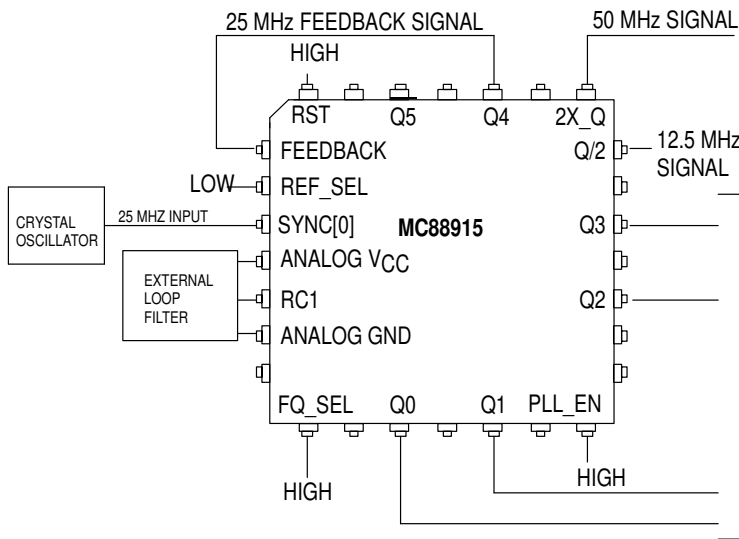 25 MHz FEEDBACK SIGNAL
50 MHz SIGNAL
HIGH
RST
Q5
Q4
2X_Q
FEEDBACK
Q/2
12.5 MHz
SIGNAL
LOW
REF_SEL
CRYSTAL
OSCILLATOR
25 MHZ INPUT
SYNC[0]
MC88915
Q3
ANALOG VCC
EXTERNAL
LOOP
FILTER
RC1
Q2
ANALOG GND
FQ_SEL
Q0
Q1
PLL_EN
HIGH
HIGH